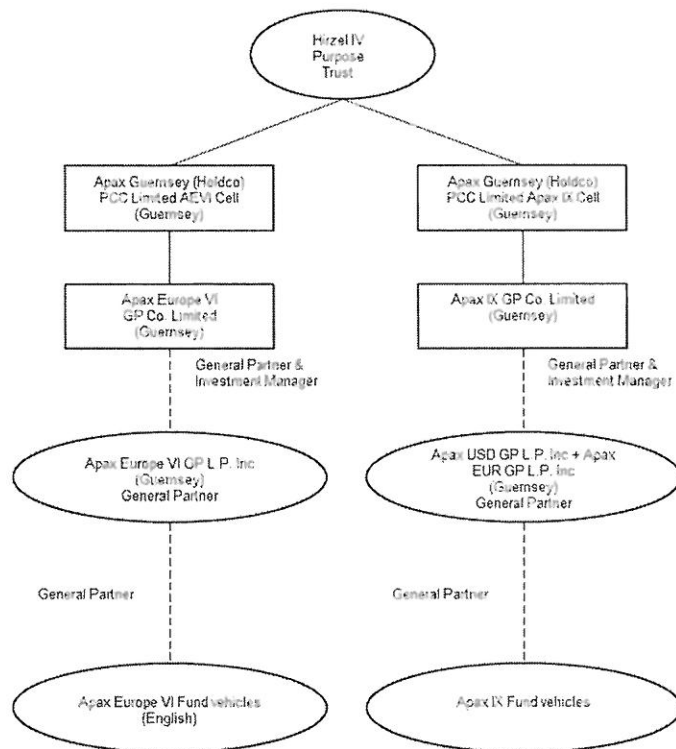 Hirzel IV
Purpose
Trust
Apax Guernsey (Holdco)
PCC Limited AEVI Cell
(Guernsey)
Apax Guernsey (Holdco)
PCC Limited Apax IX Cell
(Guernsey)
Apax Europe VI
GP Co. Limited
(Guernsey)
Apax IX GP Co. Limited
(Guernsey)
General Partner &
Investment Manager
General Partner &
Investment Manager
Apax Europe VI GP L.P. Inc
(Guernsey)
General Partner
Apax USD GP L.P. Inc + Apax
EUR GP L.P. Inc
(Guernsey)
General Partner
General Partner
General Partner
Apax Europe VI Fund vehicles
(English)
Apax IX Fund vehicles